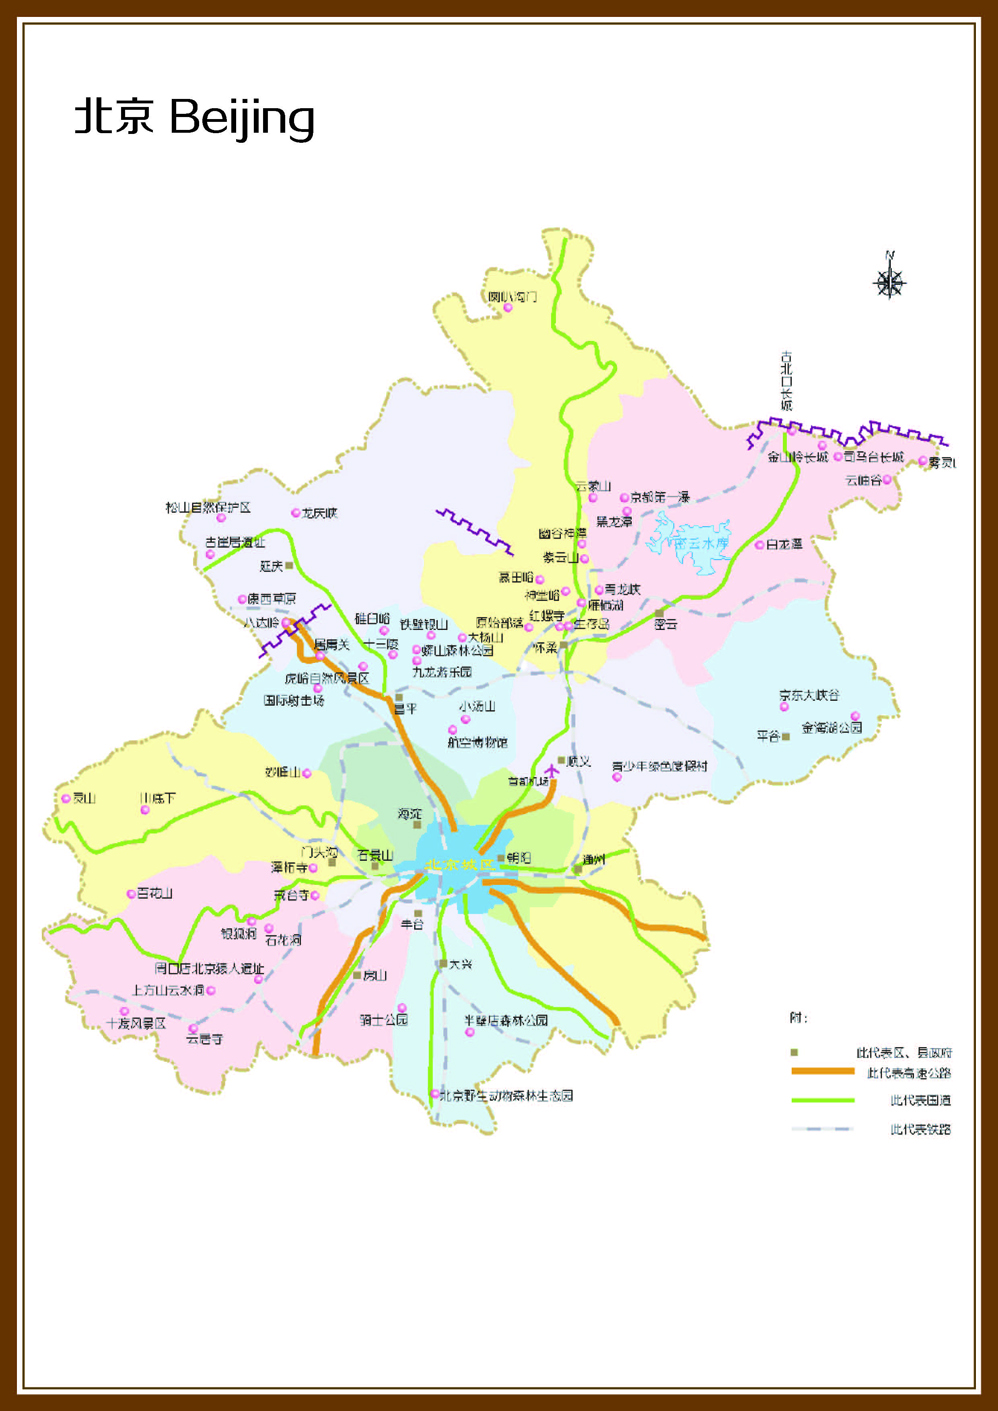 北京 Beijing
N
喇叭沟门
古北口长城
金山岭长城
司马台长城
雾灵山
云岫谷
云蒙山
京都第一瀑
黑龙潭
松山自然保护区
龙庆峡
幽谷神潭
密云水库
白龙潭
古崖居遗址
紫云山
延庆
慕田峪
神堂峪
青龙峡
康西草原
雁栖湖
八达岭
碓臼峪
铁壁银山
原始部落
红螺寺
生存岛
密云
大杨山
居庸关
十三陵
蟒山森林公园
怀柔
九龙游乐园
虎峪自然风景区
国际射击场
昌平
小汤山
京东大峡谷
金海湖公园
平谷
航空博物馆
顺义
青少年绿色度假村
妙峰山
首都机场
灵山
川底下
海淀
门头沟
石景山
北京城区
朝阳
通州
潭柘寺
百花山
戒台寺
丰台
银狐洞
石花洞
周口店北京猿人遗址
房山
大兴
上方山云水洞
十渡风景区
云居寺
骑士公园
半壁店森林公园
北京野生动物森林生态园
附：
此代表区、县政府
此代表高速公路
此代表国道
此代表铁路